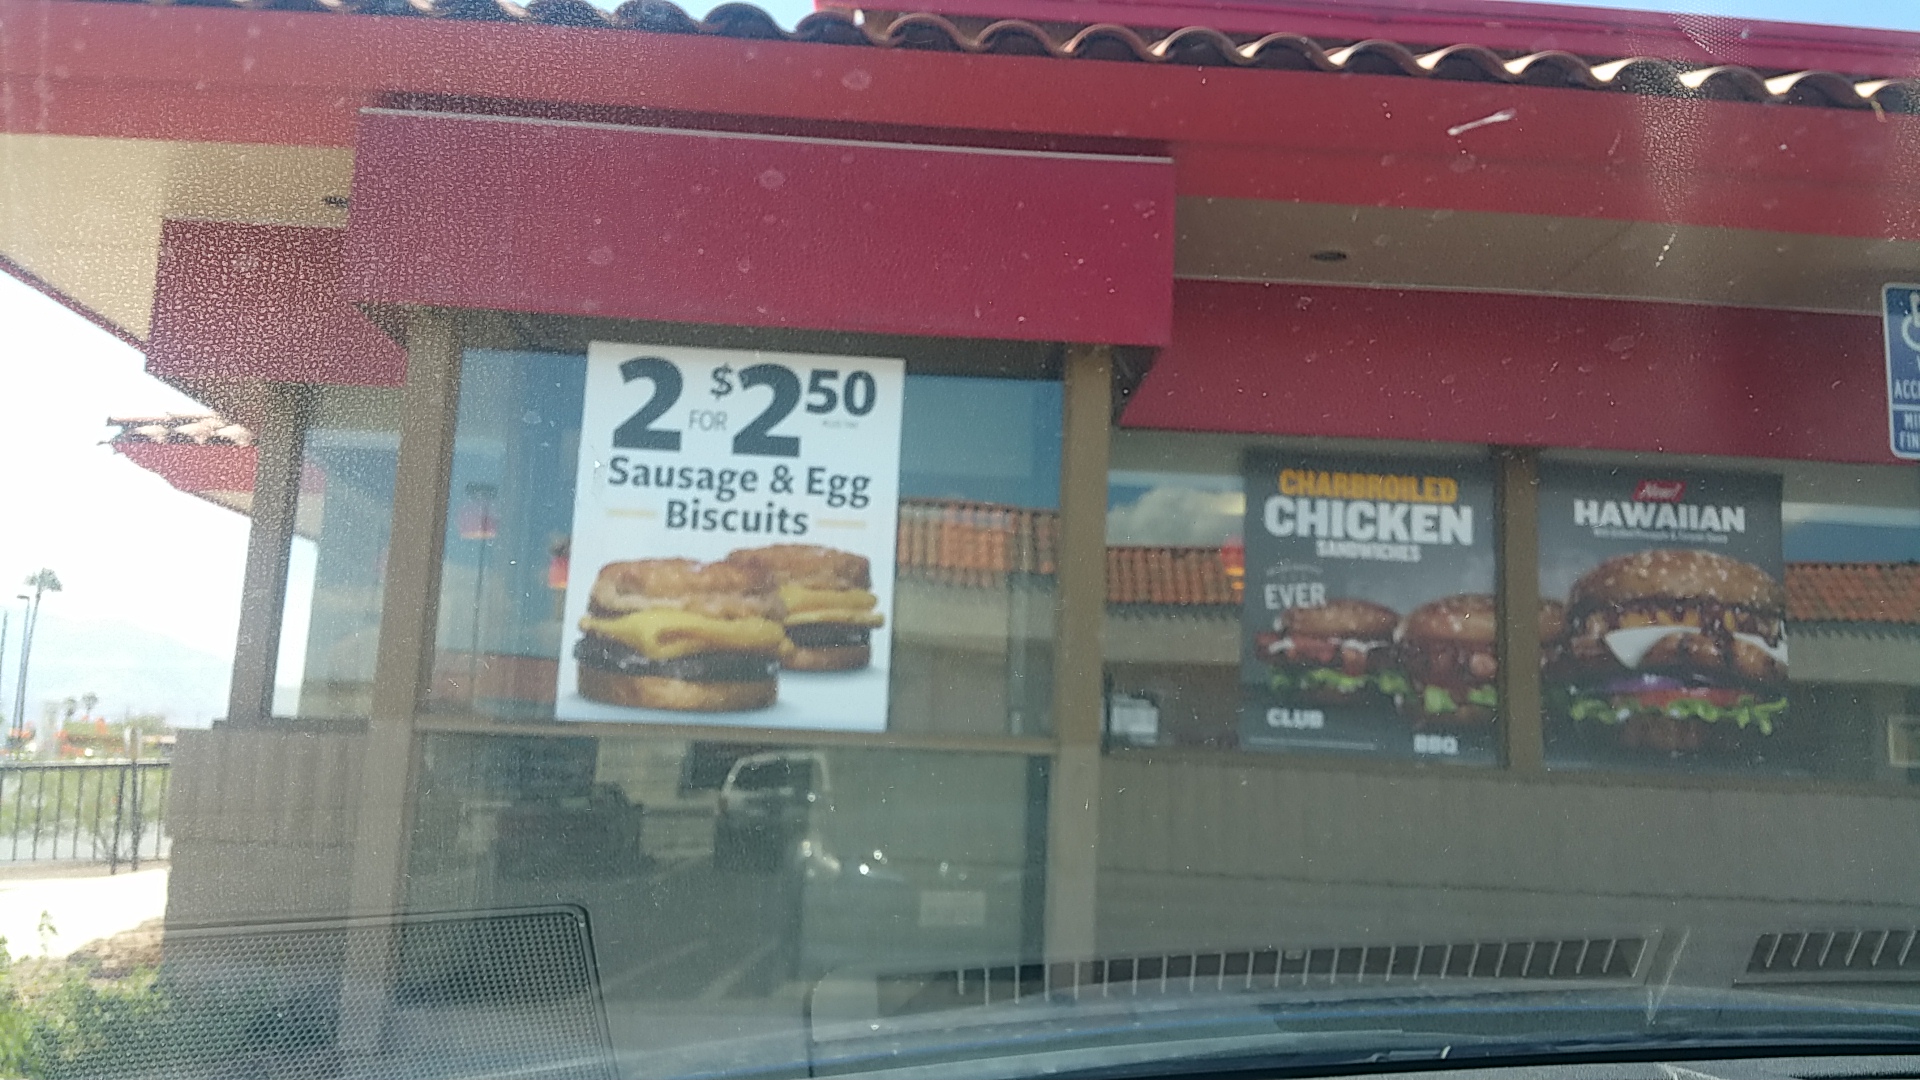 2 FOR $2 50
Sausage & Egg
Biscuits
CHARBROILED
CHICKEN
SANDWICHES
EVER
CLUB
BBQ
New!
HAWAIIAN